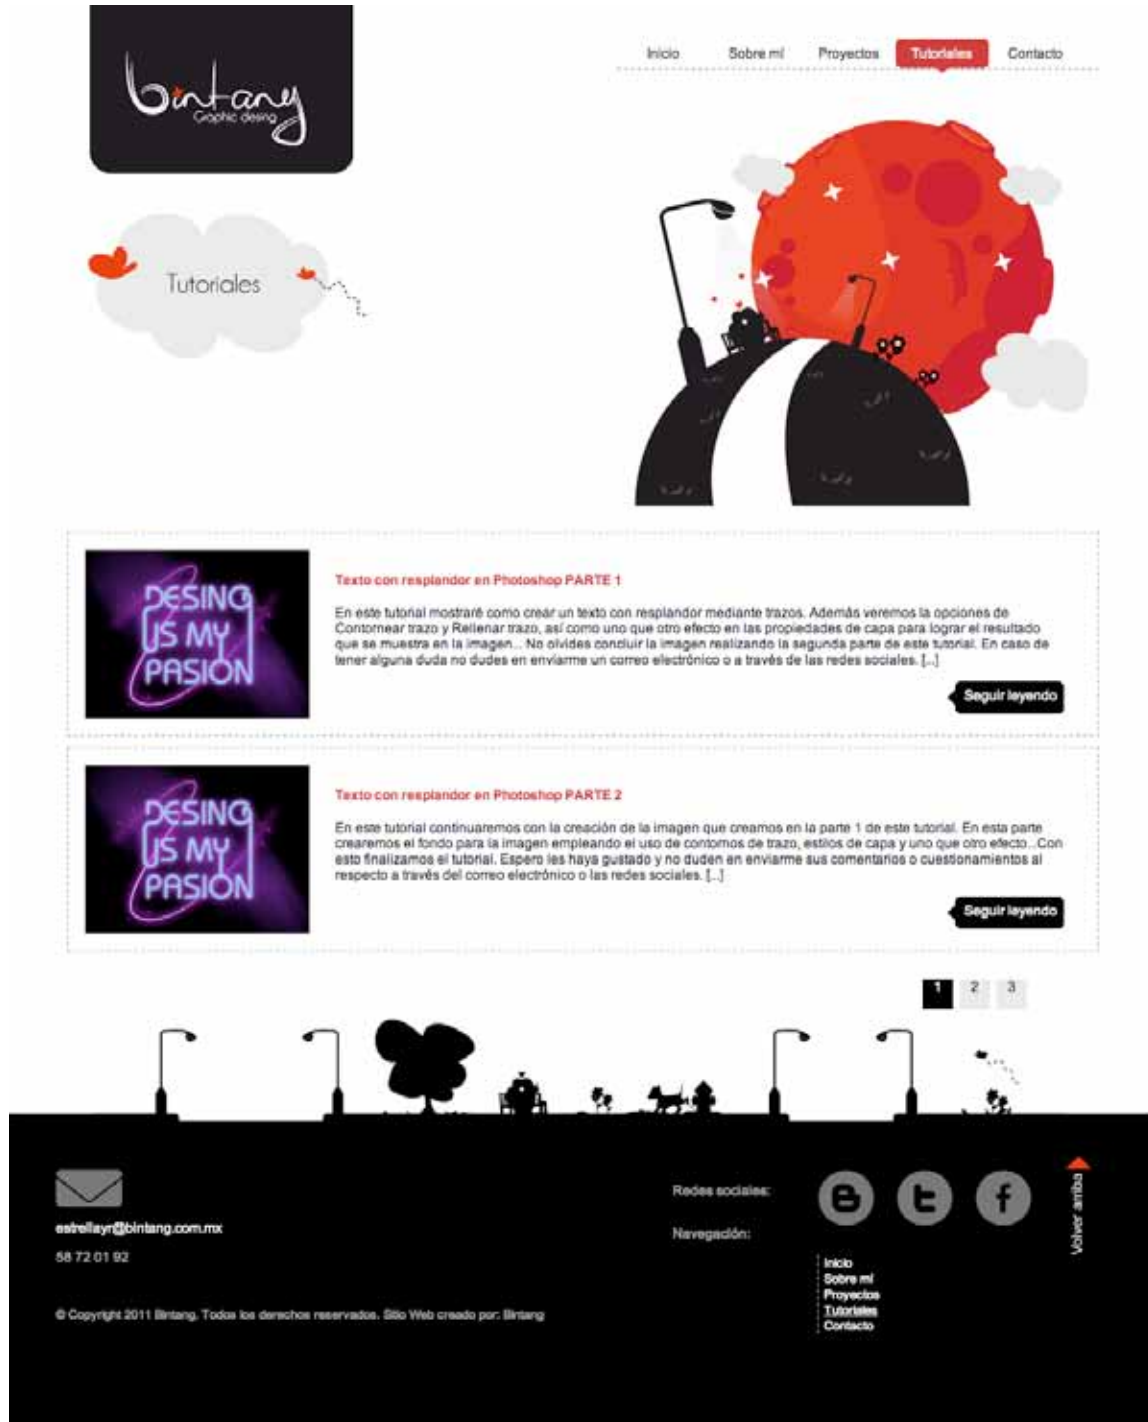 bintany
Graphic desing
Inicio Sobre mí Proyectos Tutoriales Contacto
Tutoriales
DESING
IS MY
PASION
Texto con resplandor en Photoshop PARTE 1
En este tutorial mostraré como crear un texto con resplandor mediante trazos. Además veremos la opciones de
Contornear trazo y Rellenar trazo, así como uno que otro efecto en las propiedades de capa para lograr el resultado
que se muestra en la imagen... No olvides concluir la imagen realizando la segunda parte de este tutorial. En caso de
tener alguna duda no dudes en enviarme un correo electrónico o a través de las redes sociales. [...]
Seguir leyendo
DESING
IS MY
PASION
Texto con resplandor en Photoshop PARTE 2
En este tutorial continuaremos con la creación de la imagen que creamos en la parte 1 de este tutorial. En esta parte
crearemos el fondo para la imagen empleando el uso de contornos de trazo, estilos de capa y uno que otro efecto...Con
esto finalizamos el tutorial. Espero les haya gustado y no duden en enviarme sus comentarios o cuestionamientos al
respecto a través del correo electrónico o las redes sociales. [...]
Seguir leyendo
1 2 3
estrellayr@bintang.com.mx
58 72 01 92
© Copyright 2011 Bintang. Todos los derechos reservados. Sitio Web creado por: Bintang
Redes sociales:
Navegación:
Inicio
Sobre mí
Proyectos
Tutoriales
Contacto
Volver arriba